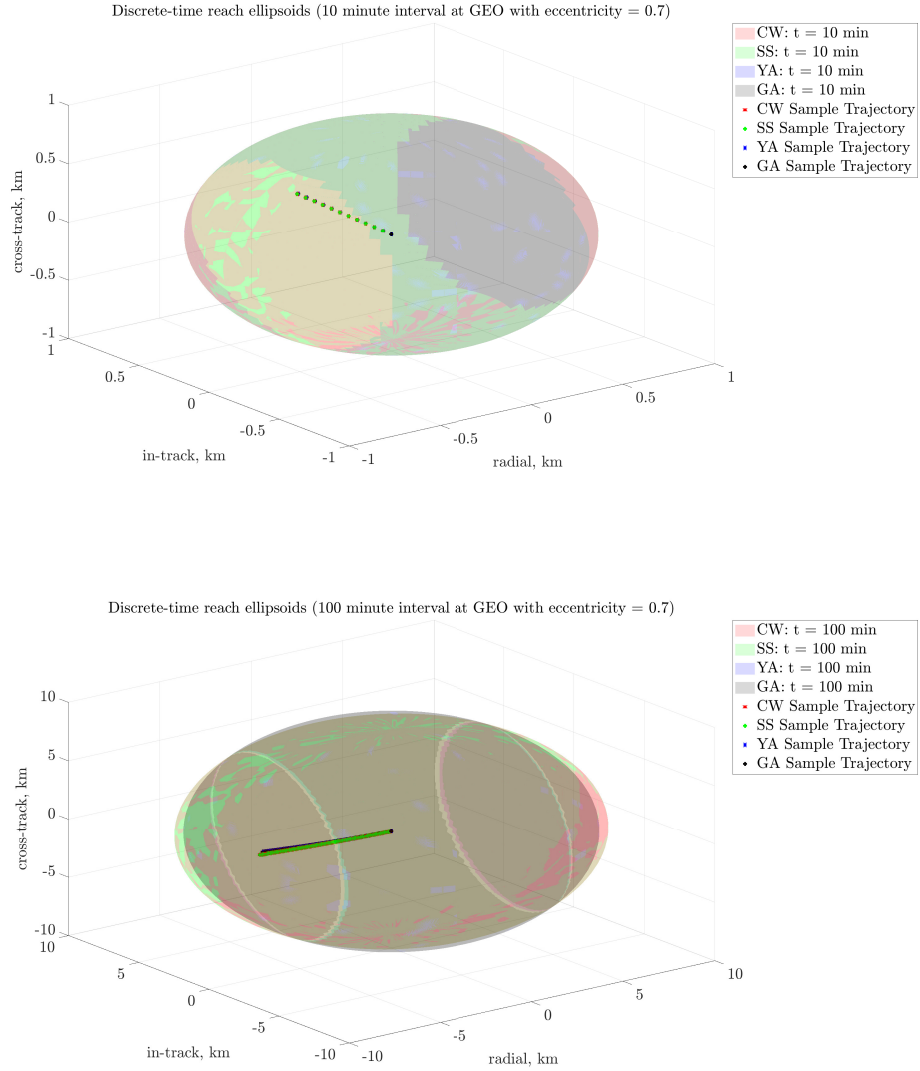 Discrete-time reach ellipsoids (10 minute interval at GEO with eccentricity = 0.7)
CW: t = 10 min
SS: t = 10 min
YA: t = 10 min
GA: t = 10 min
CW Sample Trajectory
SS Sample Trajectory
YA Sample Trajectory
GA Sample Trajectory
cross-track, km
1
0.5
0
-0.5
-1
1
0.5
0
-0.5
-1
in-track, km
-1
-0.5
0
0.5
1
radial, km
Discrete-time reach ellipsoids (100 minute interval at GEO with eccentricity = 0.7)
CW: t = 100 min
SS: t = 100 min
YA: t = 100 min
GA: t = 100 min
CW Sample Trajectory
SS Sample Trajectory
YA Sample Trajectory
GA Sample Trajectory
cross-track, km
10
5
0
-5
-10
10
5
0
-5
-10
in-track, km
-10
-5
0
5
10
radial, km